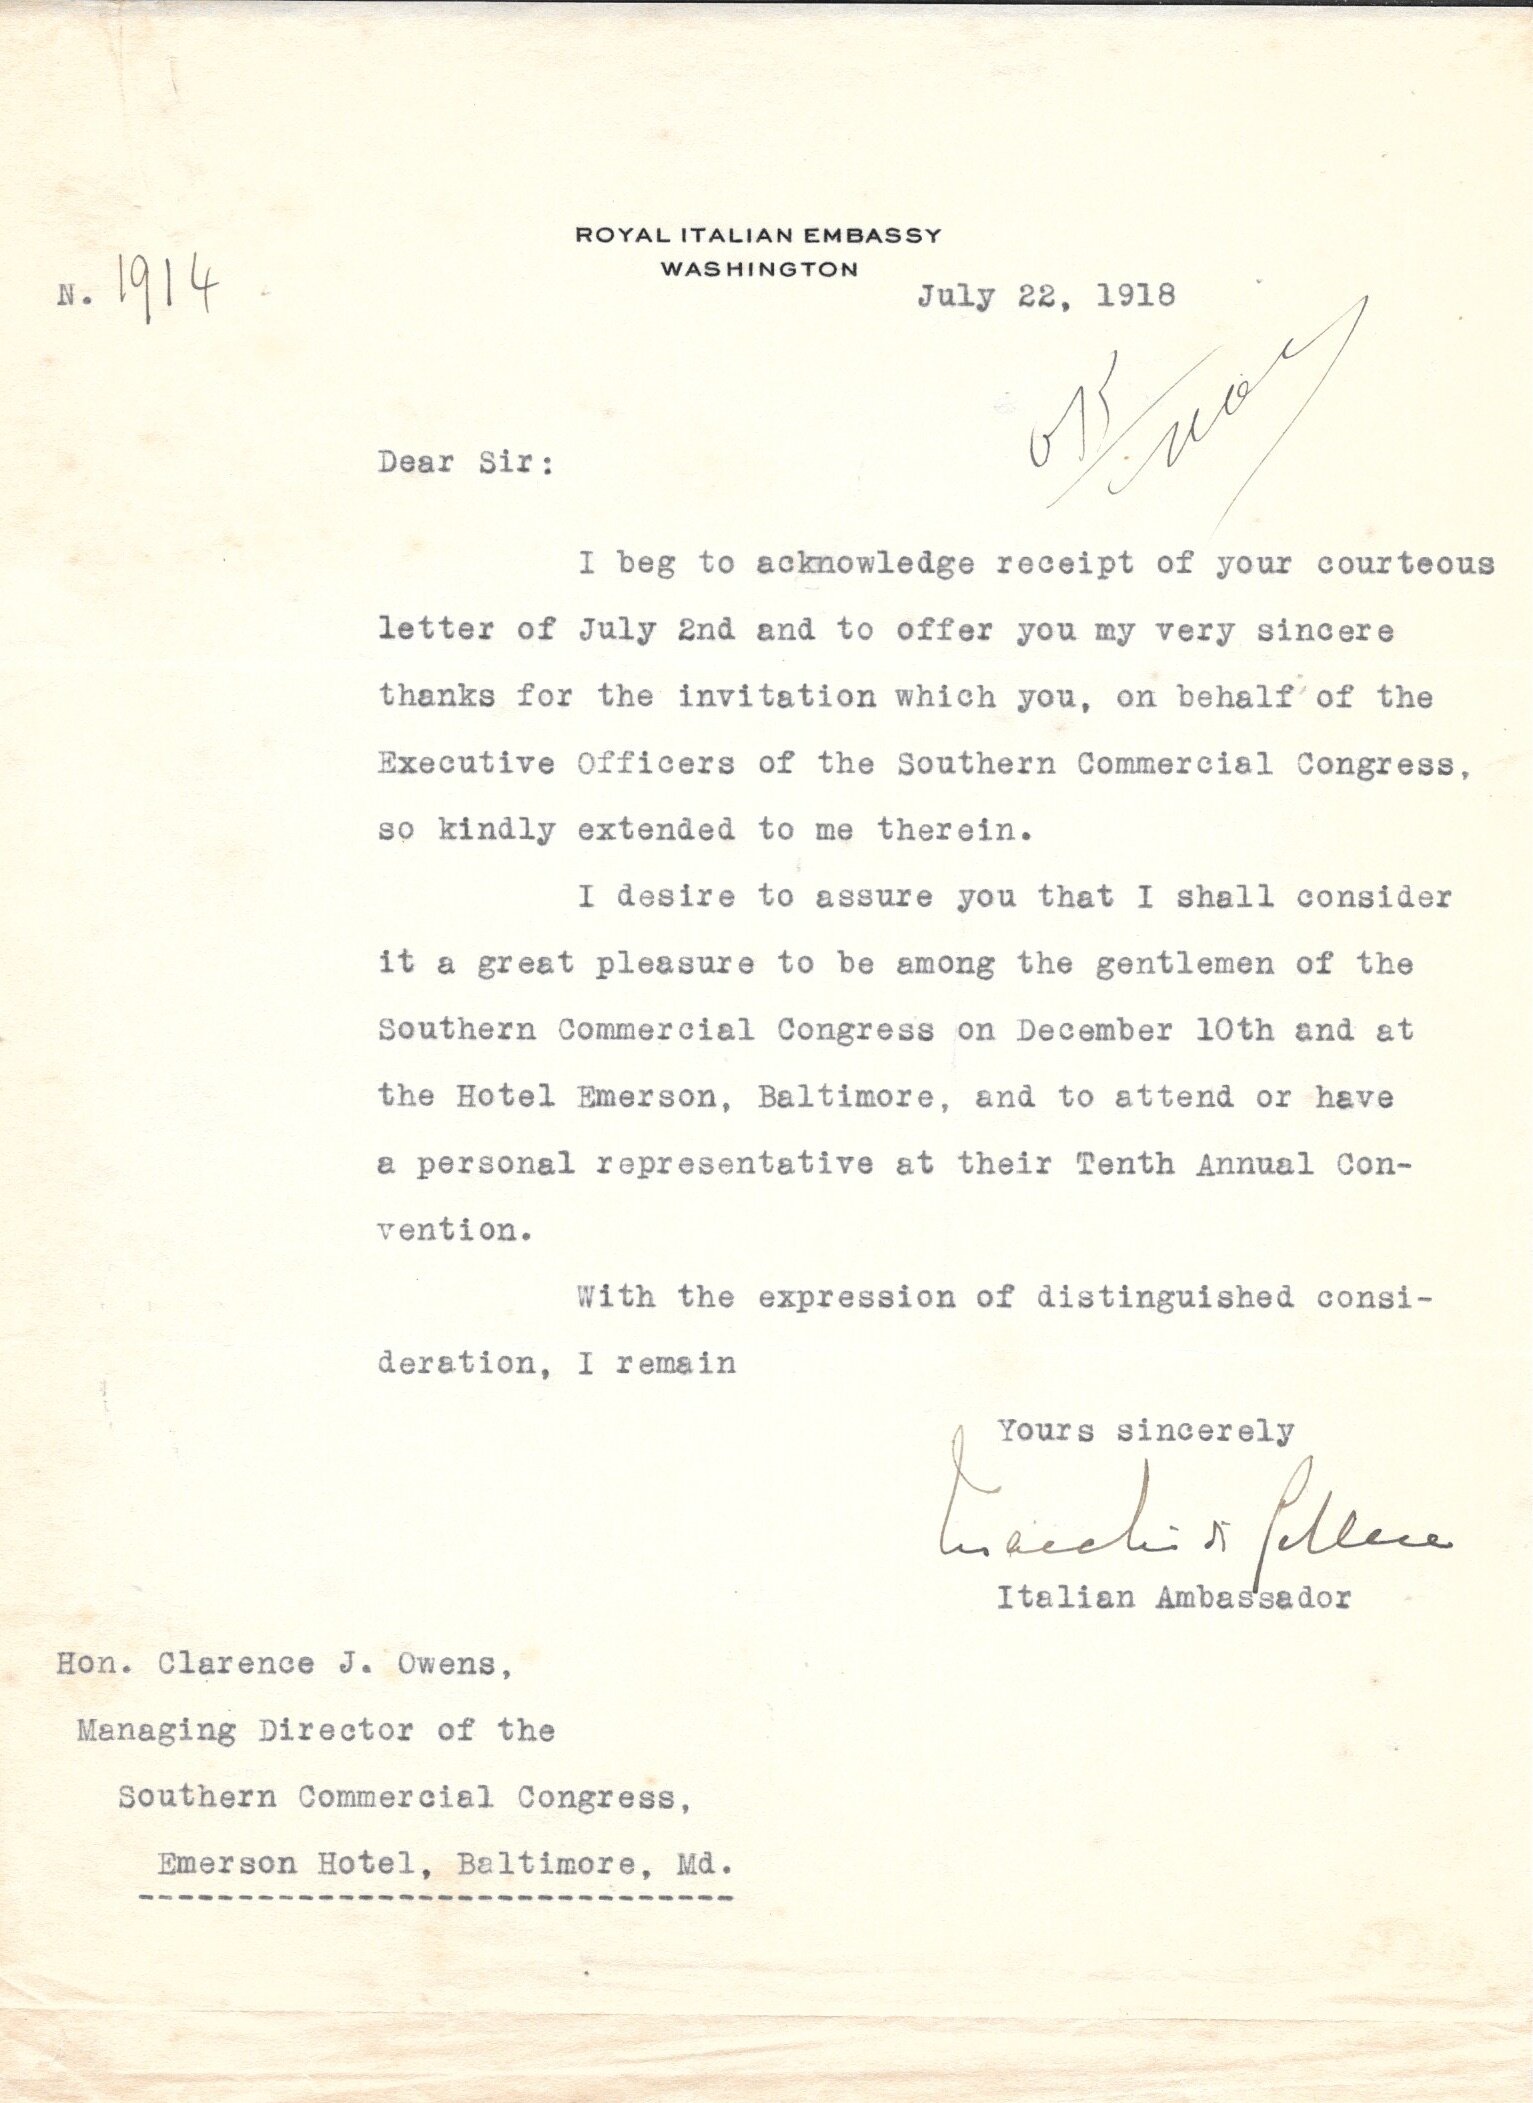 ROYAL ITALIAN EMBASSY
WASHINGTON
N. 1914
July 22, 1918
OK
Dear Sir:
I beg to acknowledge receipt of your courteous
letter of July 2nd and to offer you my very sincere
thanks for the invitation which you, on behalf of the
Executive Officers of the Southern Commercial Congress,
so kindly extended to me therein.
I desire to assure you that I shall consider
it a great pleasure to be among the gentlemen of the
Southern Commercial Congress on December 10th and at
the Hotel Emerson, Baltimore, and to attend or have
a personal representative at their Tenth Annual Con-
vention.
With the expression of distinguished consi-
deration, I remain
Yours sincerely
Macchi di Cellere
Italian Ambassador
Hon. Clarence J. Owens,
Managing Director of the
Southern Commercial Congress,
Emerson Hotel, Baltimore, Md.